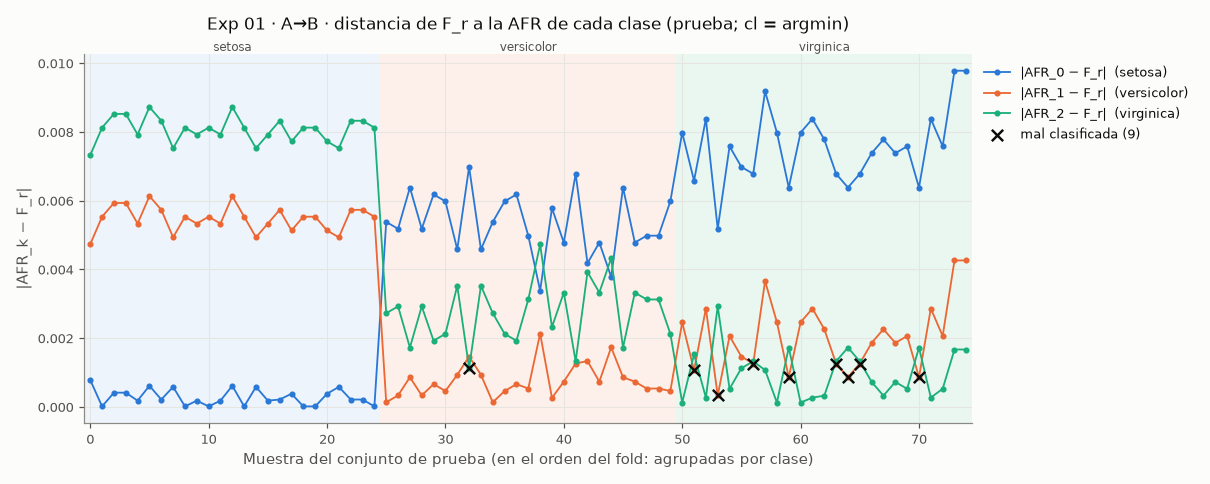 Exp 01 · A→B · distancia de F_r a la AFR de cada clase (prueba; cl = argmin)
setosa
versicolor
virginica
|AFR_0 − F_r| (setosa)
|AFR_1 − F_r| (versicolor)
|AFR_2 − F_r| (virginica)
mal clasificada (9)
|AFR_k − F_r|
0.010
0.008
0.006
0.004
0.002
0.000
0
10
20
30
40
50
60
70
Muestra del conjunto de prueba (en el orden del fold: agrupadas por clase)